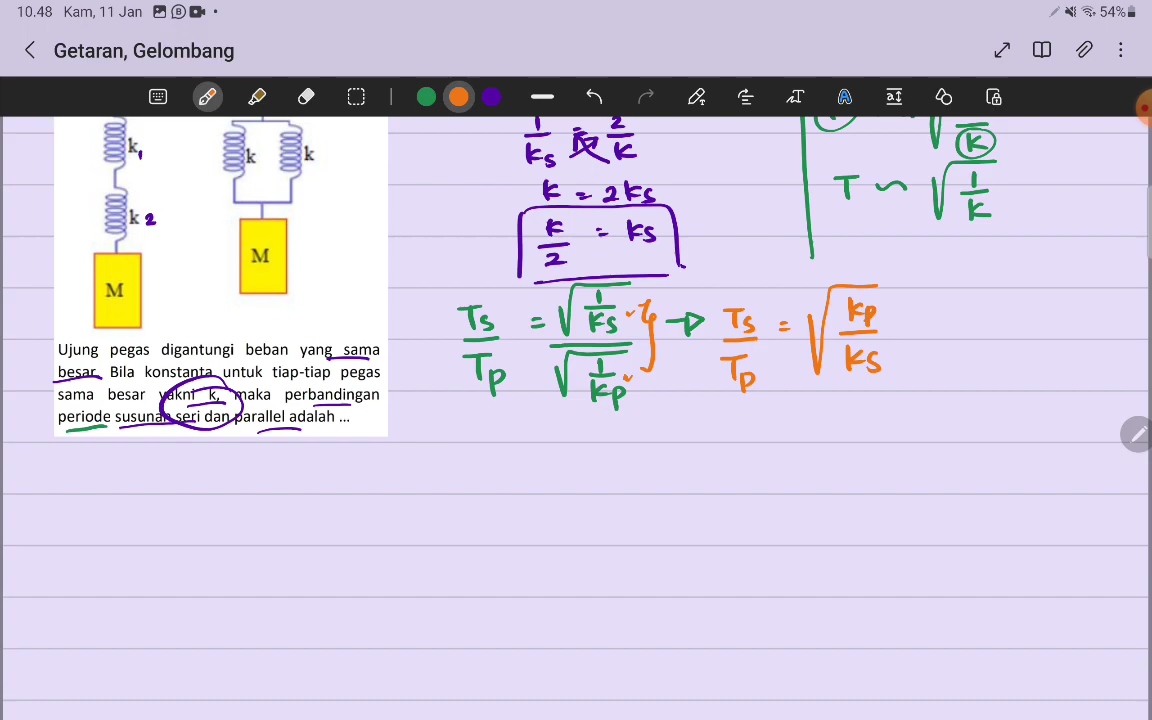 10.48 Kam, 11 Jan
54%
Getaran, Gelombang
k1
k 2
M
k
k
M
Ujung pegas digantungi beban yang sama
besar. Bila konstanta untuk tiap-tiap pegas
sama besar yakni k, maka perbandingan
periode susunan seri dan parallel adalah ...
1/ks = 2/k
k = 2ks
k/2 = ks
k
T ~ √(1/k)
Ts/Tp = √(1/ks) / √(1/kp) → Ts/Tp = √(kp/ks)